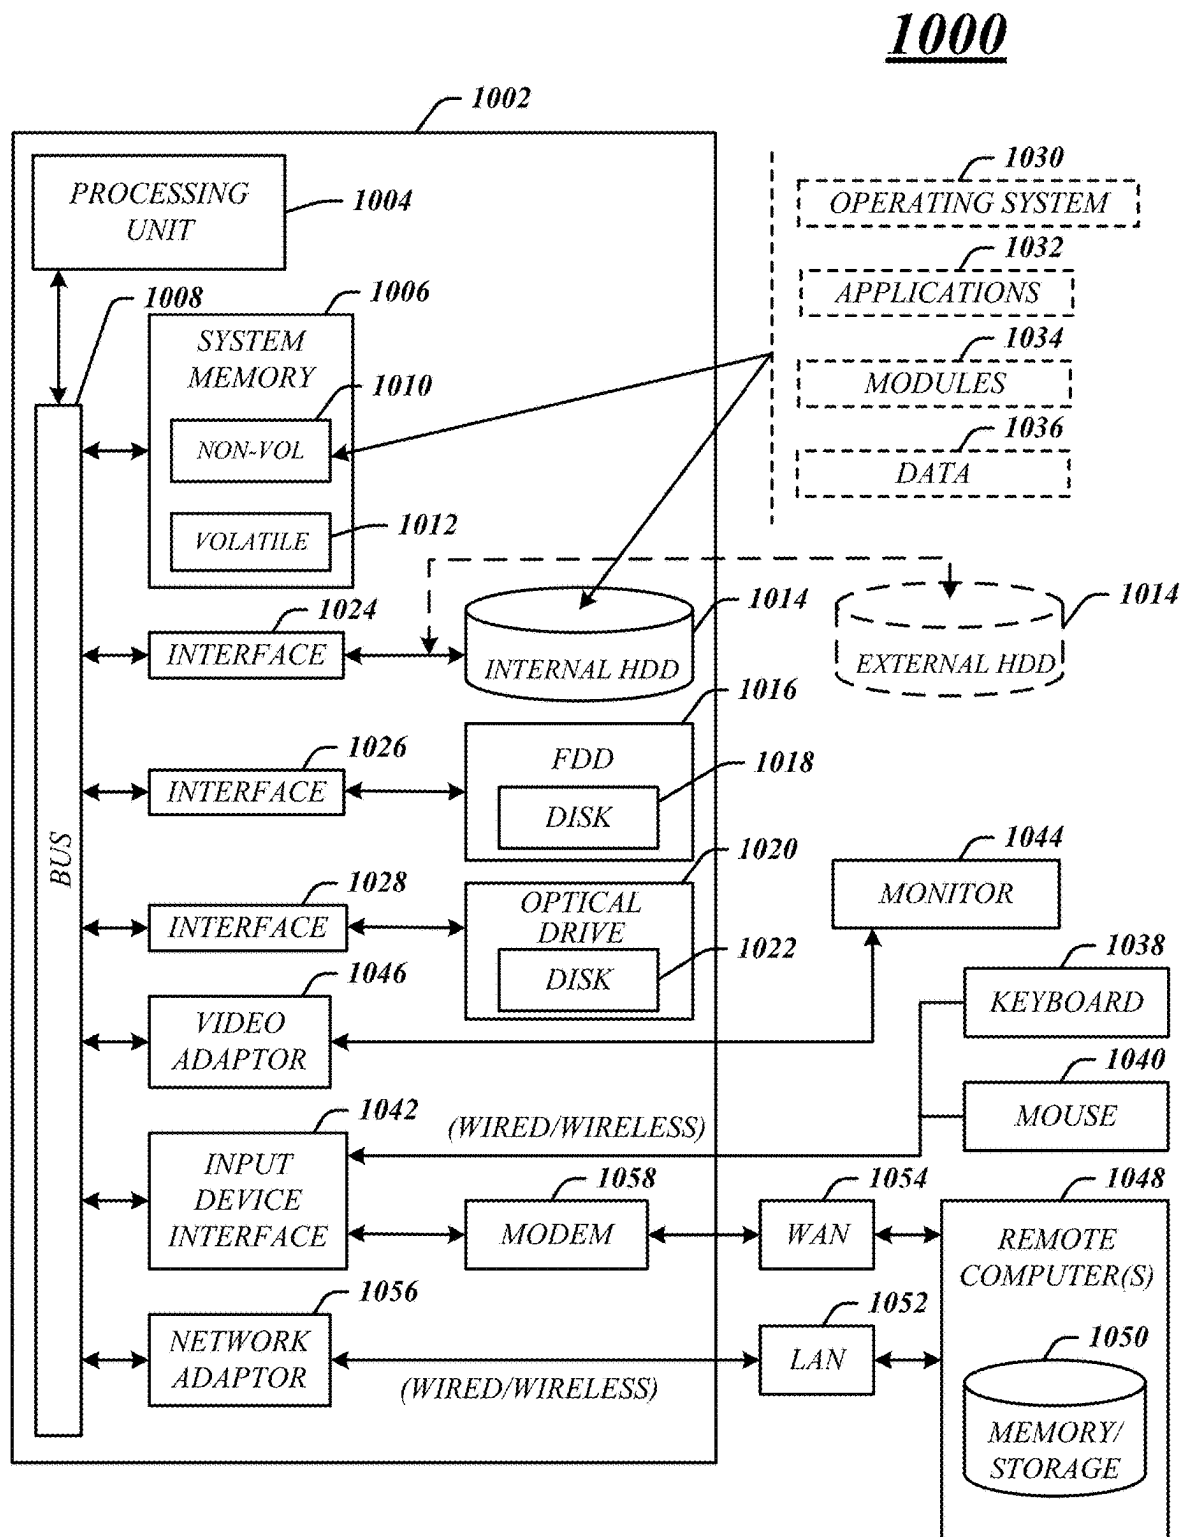 1000
1002
PROCESSING
UNIT
1004
1030
OPERATING SYSTEM
1032
APPLICATIONS
1034
MODULES
1036
DATA
1008
1006
SYSTEM
MEMORY
1010
NON-VOL
1012
VOLATILE
1024
INTERFACE
1014
INTERNAL HDD
1014
EXTERNAL HDD
1016
FDD
1026
INTERFACE
1018
DISK
BUS
1020
OPTICAL
DRIVE
1028
INTERFACE
1022
DISK
1044
MONITOR
1046
VIDEO
ADAPTOR
1038
KEYBOARD
1040
MOUSE
1042
INPUT
DEVICE
INTERFACE
(WIRED/WIRELESS)
1058
MODEM
1054
WAN
1048
REMOTE
COMPUTER(S)
1056
NETWORK
ADAPTOR
(WIRED/WIRELESS)
1052
LAN
1050
MEMORY/
STORAGE